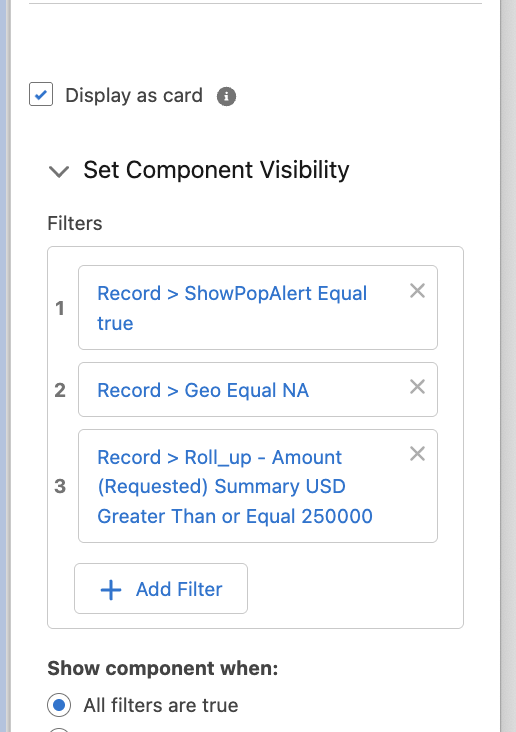 Display as card
Set Component Visibility
Filters
1
Record > ShowPopAlert Equal
true
2
Record > Geo Equal NA
3
Record > Roll_up - Amount
(Requested) Summary USD
Greater Than or Equal 250000
Add Filter
Show component when:
All filters are true